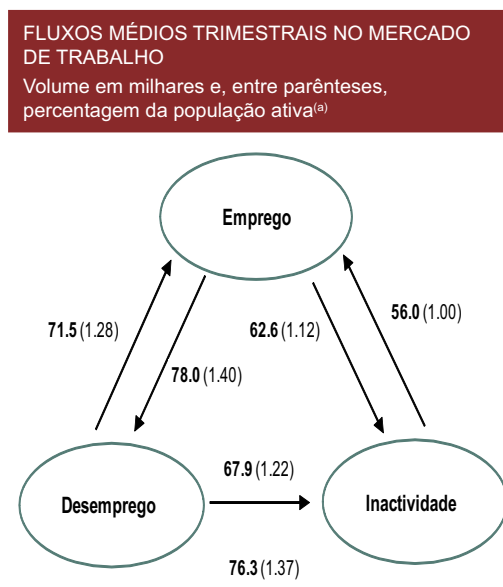 FLUXOS MÉDIOS TRIMESTRAIS NO MERCADO
DE TRABALHO
Volume em milhares e, entre parênteses,
percentagem da população ativa(a)
Emprego
71.5 (1.28)
62.6 (1.12)
56.0 (1.00)
78.0 (1.40)
67.9 (1.22)
Desemprego
Inactividade
76.3 (1.37)